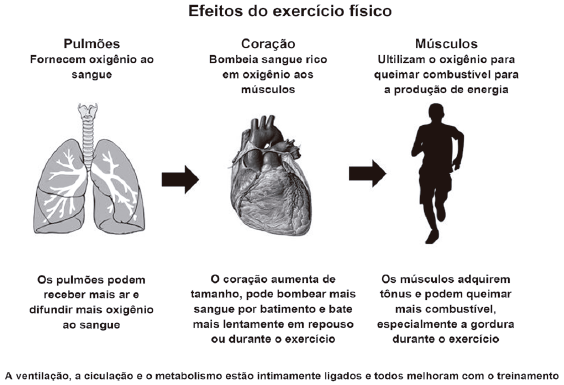 Efeitos do exercício físico
Pulmões
Fornecem oxigênio ao
sangue
Coração
Bombeia sangue rico
em oxigênio aos
músculos
Músculos
Ultilizam o oxigênio para
queimar combustível para
a produção de energia
Os pulmões podem
receber mais ar e
difundir mais oxigênio
ao sangue
O coração aumenta de
tamanho, pode bombear mais
sangue por batimento e bate
mais lentamente em repouso
ou durante o exercicio
Os músculos adquirem
tônus e podem queimar
mais combustível,
especialmente a gordura
durante o exercicio
A ventilação, a ciculação e o metabolismo estão intimamente ligados e todos melhoram com o treinamento